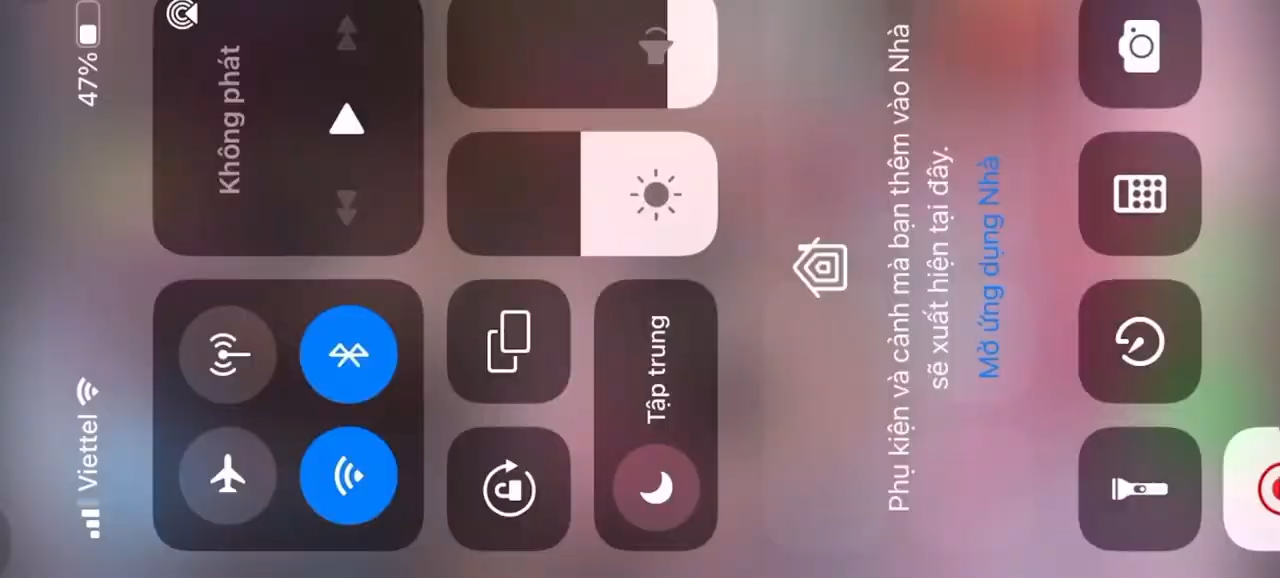 Viettel
47%
Không phát
Tập trung
Phụ kiện và cảnh mà bạn thêm vào Nhà
sẽ xuất hiện tại đây.
Mở ứng dụng Nhà